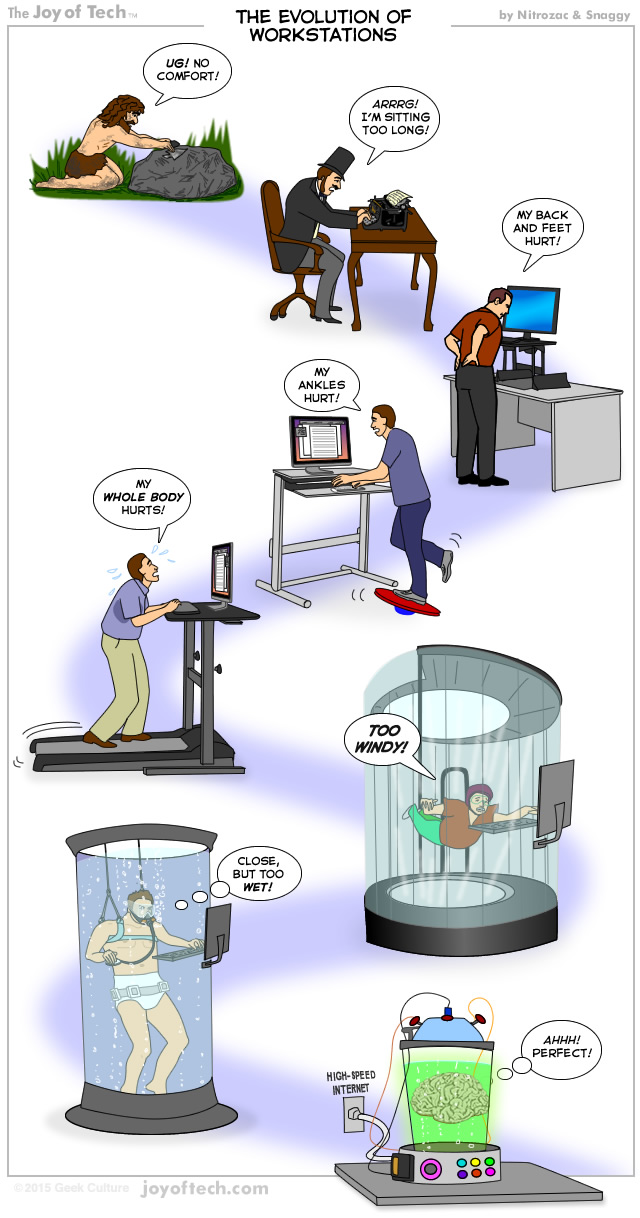 The Joy of Tech™
by Nitrozac & Snaggy
THE EVOLUTION OF
WORKSTATIONS
UG! NO
COMFORT!
ARRRG!
I'M SITTING
TOO LONG!
MY BACK
AND FEET
HURT!
MY
ANKLES
HURT!
MY
WHOLE BODY
HURTS!
TOO
WINDY!
CLOSE,
BUT TOO
WET!
AHHH!
PERFECT!
HIGH-SPEED
INTERNET
©2015 Geek Culture
joyoftech.com